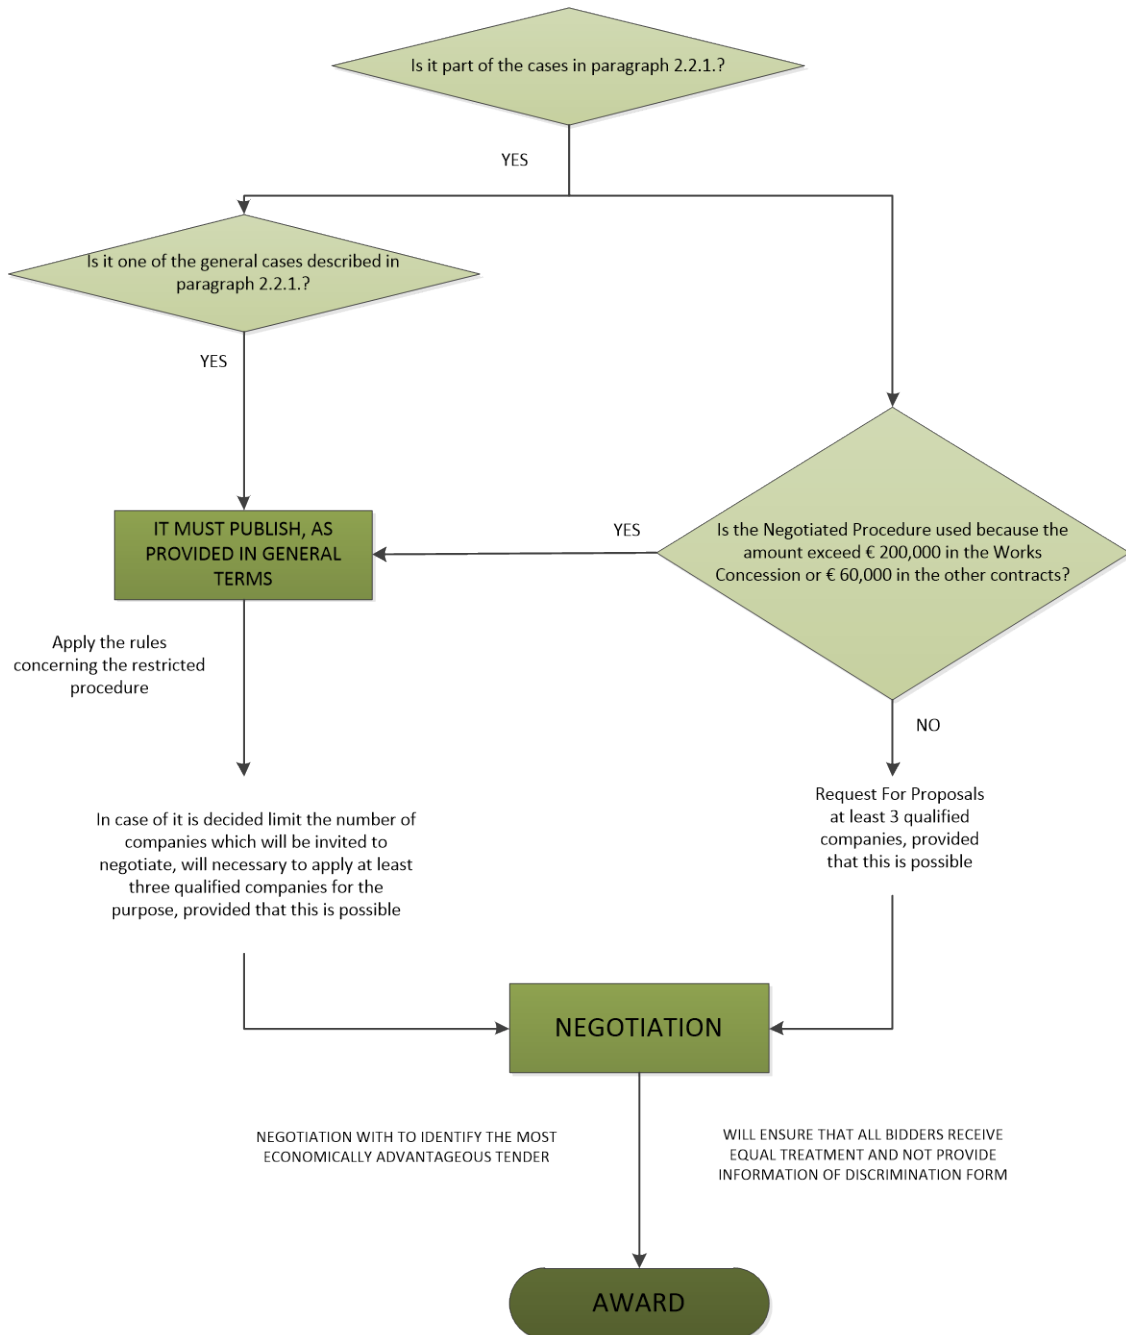 Is it part of the cases in paragraph 2.2.1.?
YES
Is it one of the general cases described in
paragraph 2.2.1.?
YES
IT MUST PUBLISH, AS
PROVIDED IN GENERAL
TERMS
YES
Is the Negotiated Procedure used because the
amount exceed € 200,000 in the Works
Concession or € 60,000 in the other contracts?
Apply the rules
concerning the restricted
procedure
NO
In case of it is decided limit the number of
companies which will be invited to
negotiate, will necessary to apply at least
three qualified companies for the
purpose, provided that this is possible
Request For Proposals
at least 3 qualified
companies, provided
that this is possible
NEGOTIATION
NEGOTIATION WITH TO IDENTIFY THE MOST
ECONOMICALLY ADVANTAGEOUS TENDER
WILL ENSURE THAT ALL BIDDERS RECEIVE
EQUAL TREATMENT AND NOT PROVIDE
INFORMATION OF DISCRIMINATION FORM
AWARD